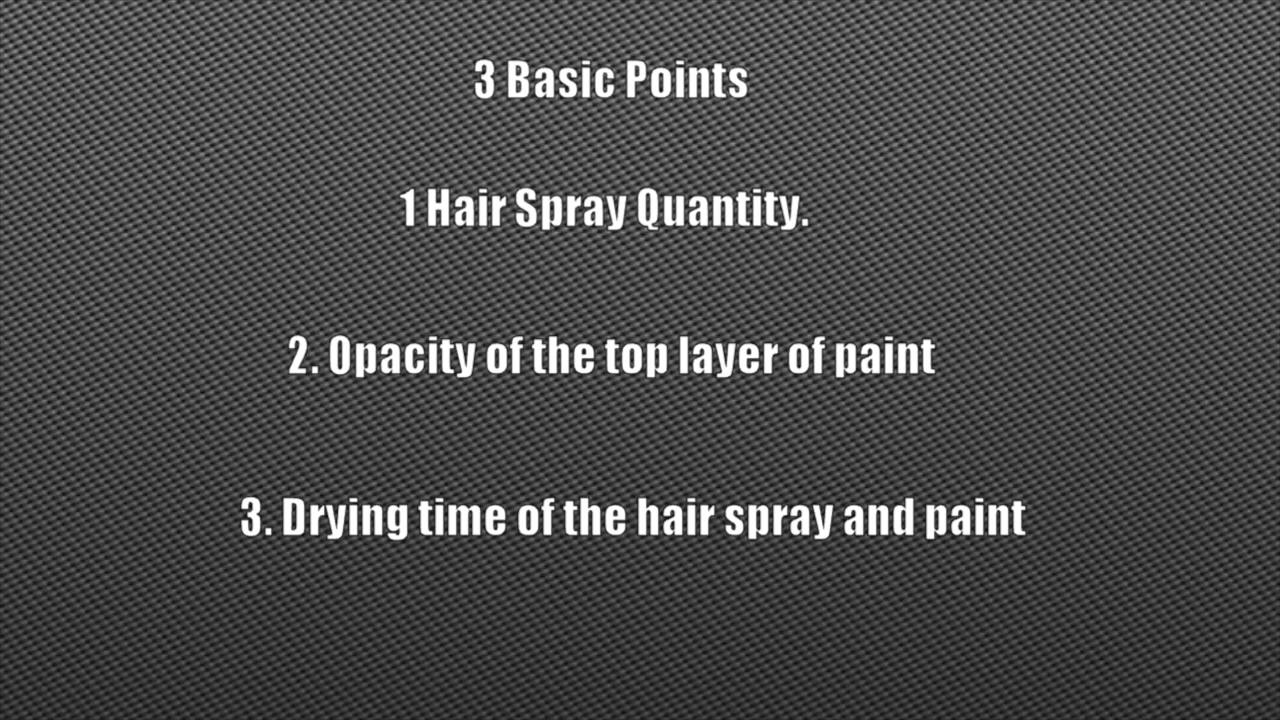 3 Basic Points
1 Hair Spray Quantity.
2. Opacity of the top layer of paint
3. Drying time of the hair spray and paint